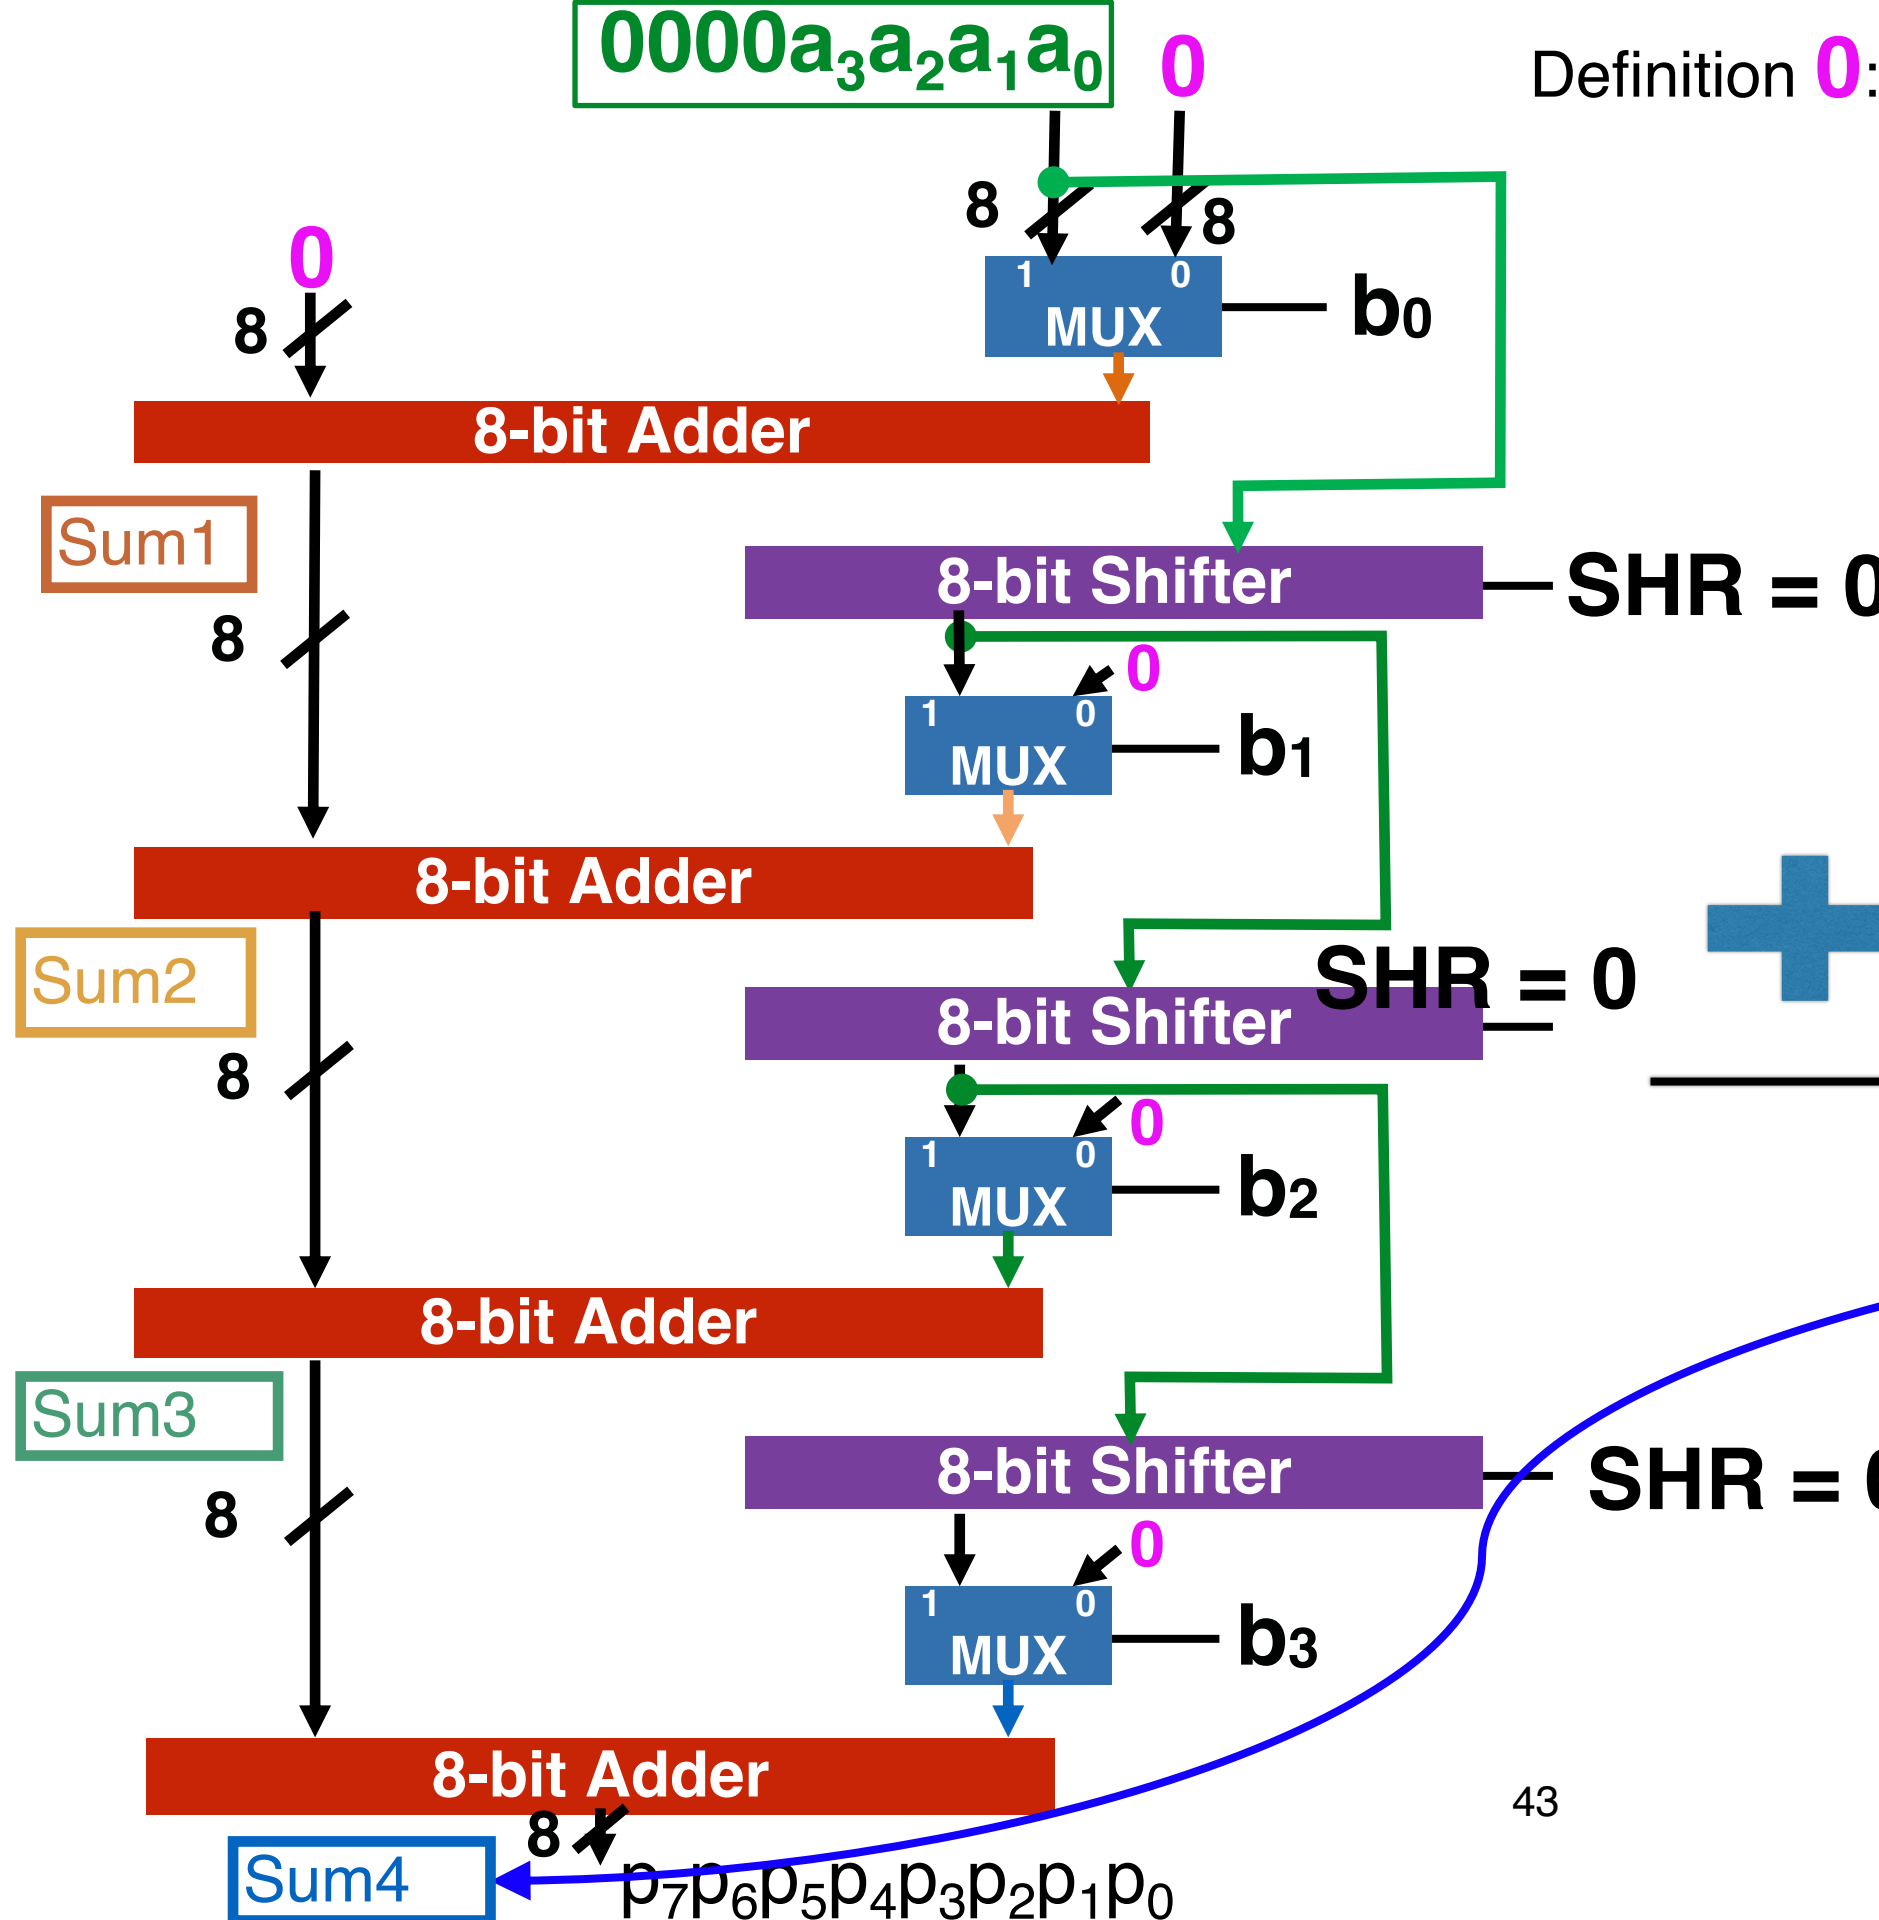 0000a₃a₂a₁a₀ 0
Definition 0:
8 8
0
1 0
MUX
b₀
8
8-bit Adder
Sum1
8-bit Shifter
SHR = 0
8
0
1 0
MUX
b₁
8-bit Adder
Sum2
SHR = 0
8-bit Shifter
8
0
1 0
MUX
b₂
8-bit Adder
Sum3
8-bit Shifter
SHR = 0
8
0
1 0
MUX
b₃
8-bit Adder
43
8
Sum4
p₇p₆p₅p₄p₃p₂p₁p₀